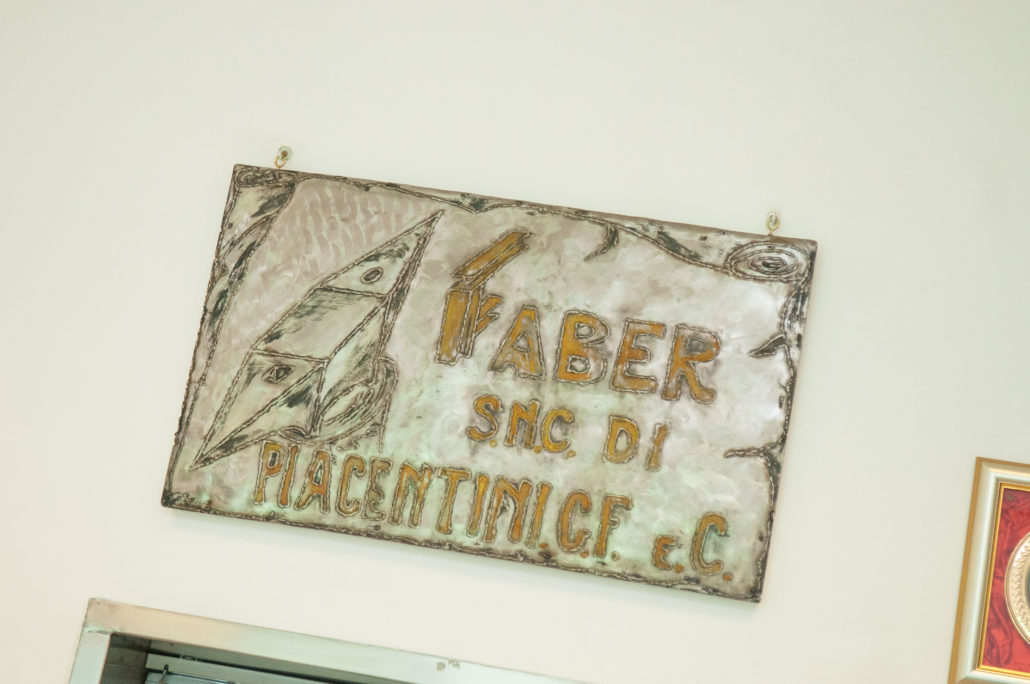 FABER
S.N.C. DI
PIACENTINI.G.F. e C.